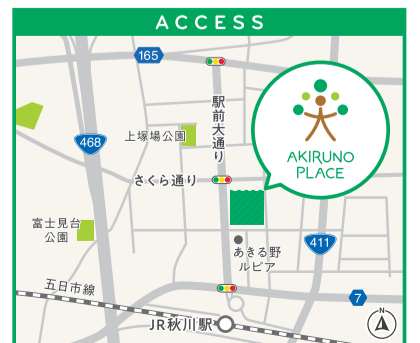 ACCESS
165
駅前大通り
上塚場公園
468
AKIRUNO
PLACE
さくら通り
富士見台
公園
あきる野
ルピア
411
五日市線
7
N
JR秋川駅